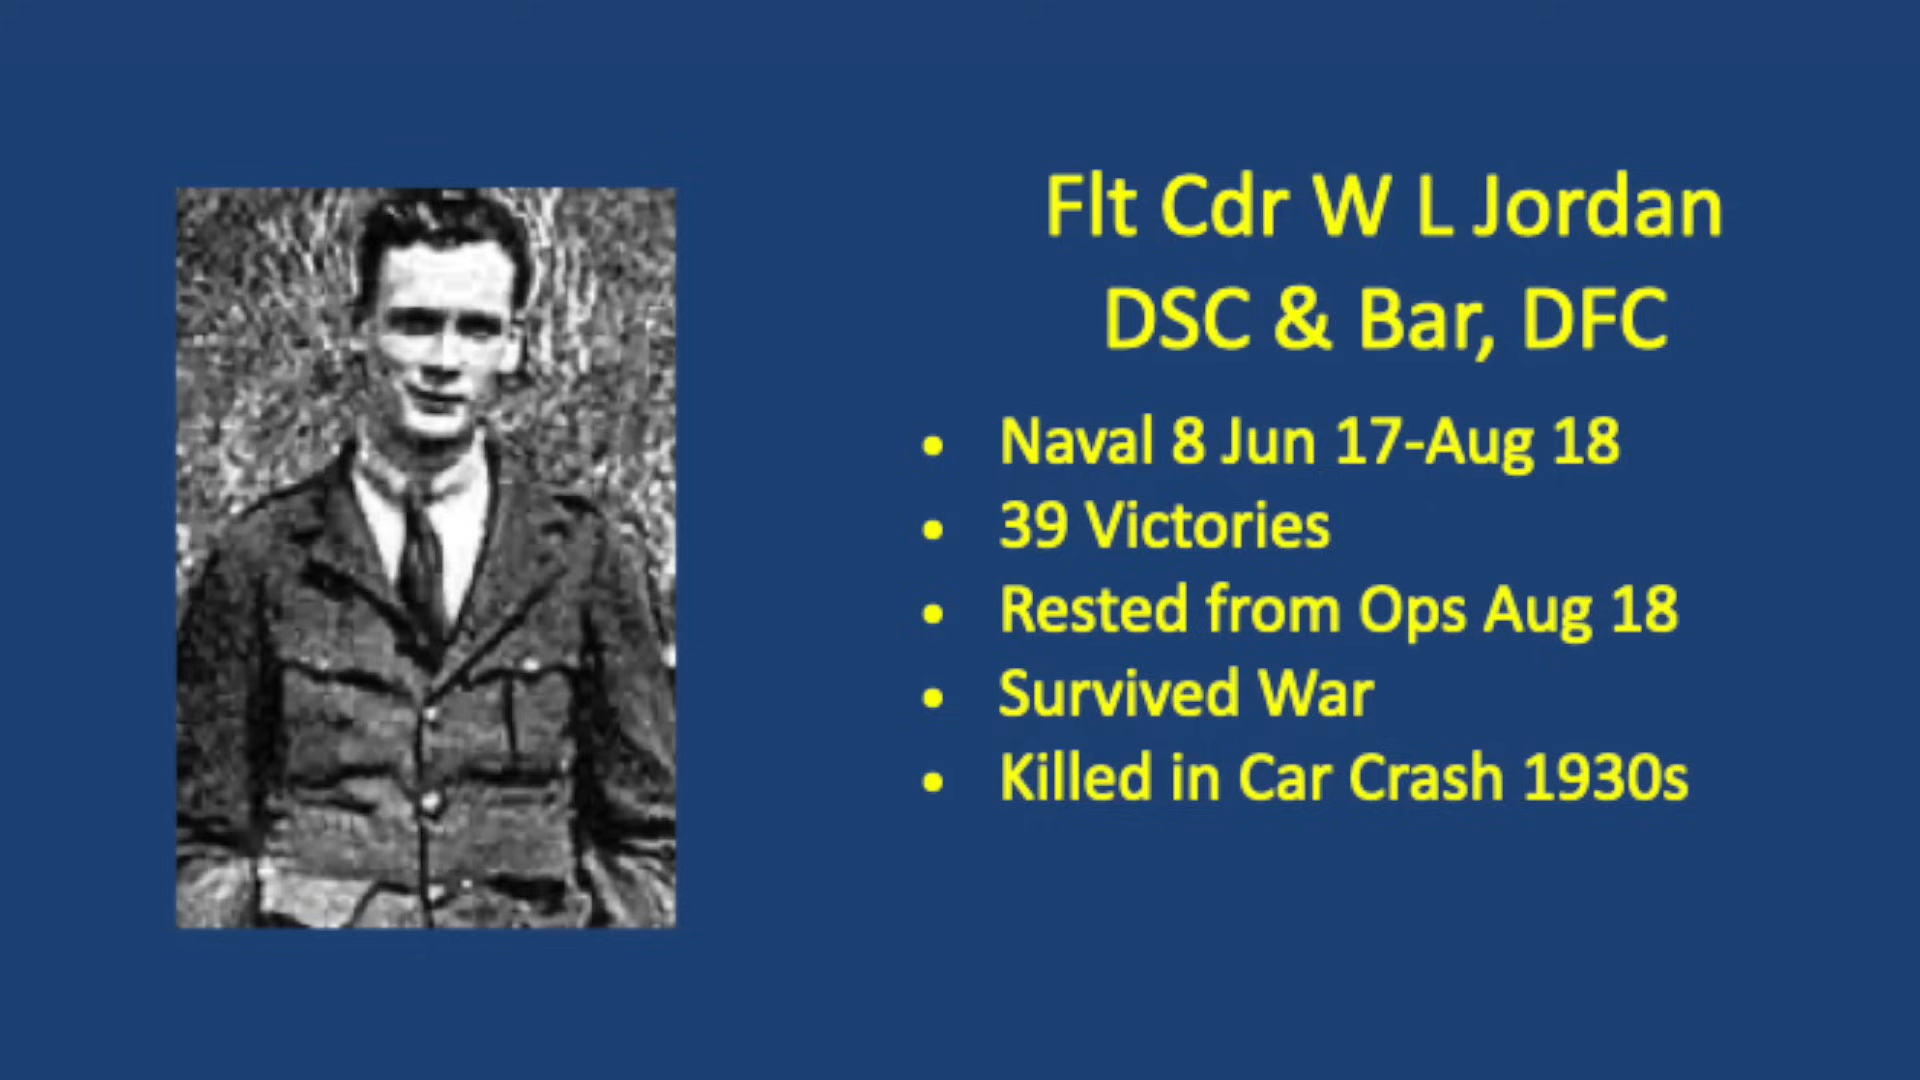 Flt Cdr W L Jordan
DSC & Bar, DFC
• Naval 8 Jun 17-Aug 18
• 39 Victories
• Rested from Ops Aug 18
• Survived War
• Killed in Car Crash 1930s